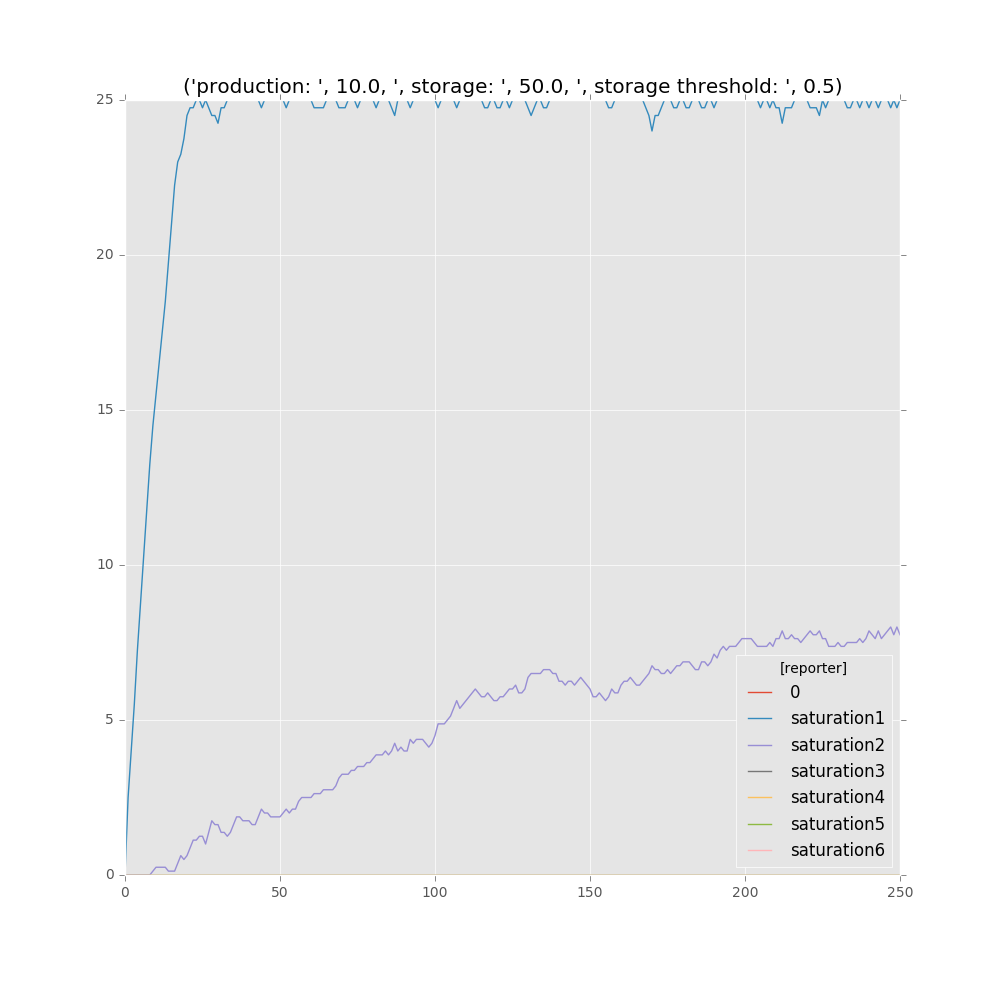 ('production: ', 10.0, ', storage: ', 50.0, ', storage threshold: ', 0.5)
25
20
15
10
5
0
0 50 100 150 200 250
[reporter]
0
saturation1
saturation2
saturation3
saturation4
saturation5
saturation6